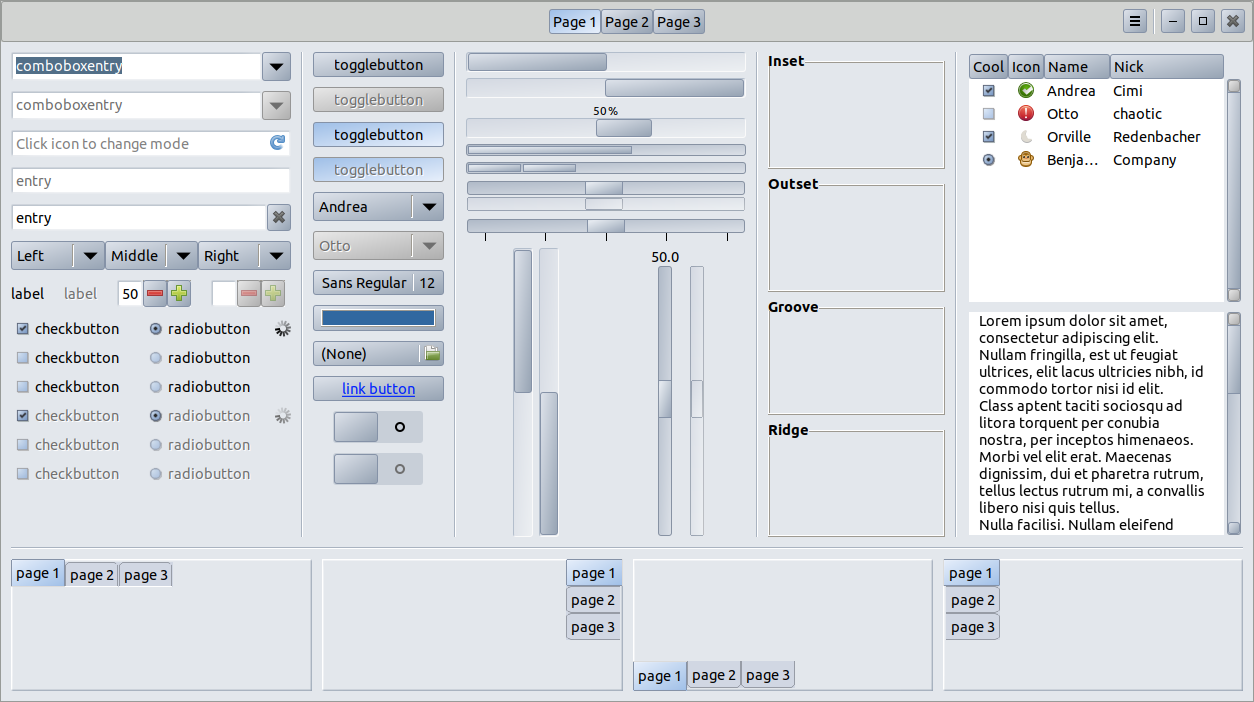 Page 1 Page 2 Page 3
comboboxentry
comboboxentry
Click icon to change mode
entry
entry
Left Middle Right
label label 50
checkbutton radiobutton
checkbutton radiobutton
checkbutton radiobutton
checkbutton radiobutton
checkbutton radiobutton
checkbutton radiobutton
togglebutton
togglebutton
togglebutton
togglebutton
Andrea
Otto
Sans Regular 12
(None)
link button
50%
50.0
Inset
Outset
Groove
Ridge
Cool Icon Name Nick
Andrea Cimi
Otto chaotic
Orville Redenbacher
Benja... Company
Lorem ipsum dolor sit amet,
consectetur adipiscing elit.
Nullam fringilla, est ut feugiat
ultrices, elit lacus ultricies nibh, id
commodo tortor nisi id elit.
Class aptent taciti sociosqu ad
litora torquent per conubia
nostra, per inceptos himenaeos.
Morbi vel elit erat. Maecenas
dignissim, dui et pharetra rutrum,
tellus lectus rutrum mi, a convallis
libero nisi quis tellus.
Nulla facilisi. Nullam eleifend
page 1 page 2 page 3
page 1
page 2
page 3
page 1 page 2 page 3
page 1
page 2
page 3